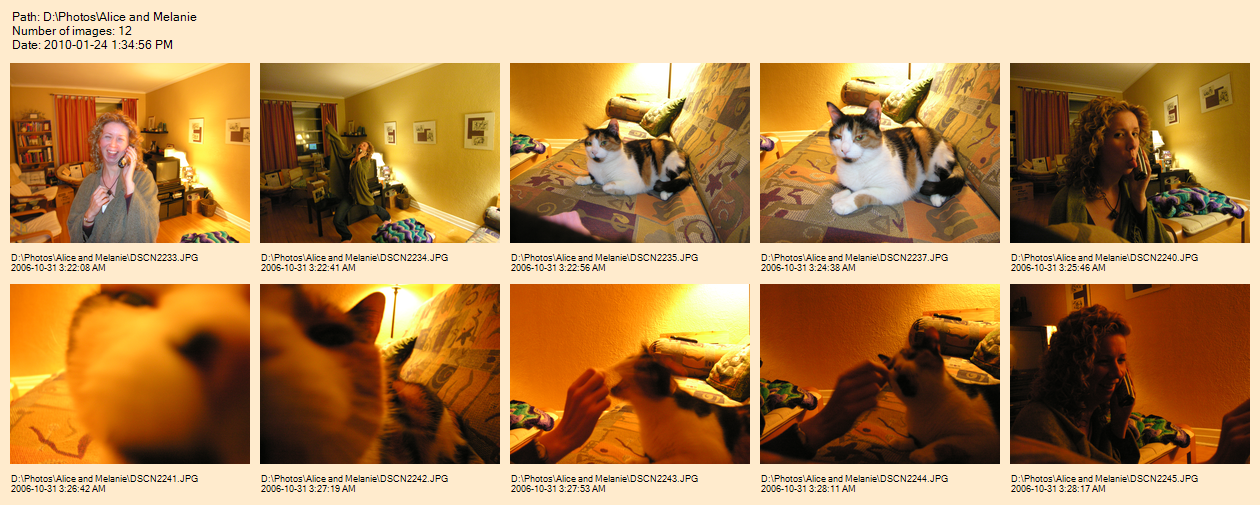 Path: D:\Photos\Alice and Melanie
Number of images: 12
Date: 2010-01-24 1:34:56 PM
D:\Photos\Alice and Melanie\DSCN2233.JPG
2006-10-31 3:22:08 AM
D:\Photos\Alice and Melanie\DSCN2234.JPG
2006-10-31 3:22:41 AM
D:\Photos\Alice and Melanie\DSCN2235.JPG
2006-10-31 3:22:56 AM
D:\Photos\Alice and Melanie\DSCN2237.JPG
2006-10-31 3:24:38 AM
D:\Photos\Alice and Melanie\DSCN2240.JPG
2006-10-31 3:25:46 AM
D:\Photos\Alice and Melanie\DSCN2241.JPG
2006-10-31 3:26:42 AM
D:\Photos\Alice and Melanie\DSCN2242.JPG
2006-10-31 3:27:19 AM
D:\Photos\Alice and Melanie\DSCN2243.JPG
2006-10-31 3:27:53 AM
D:\Photos\Alice and Melanie\DSCN2244.JPG
2006-10-31 3:28:11 AM
D:\Photos\Alice and Melanie\DSCN2245.JPG
2006-10-31 3:28:17 AM